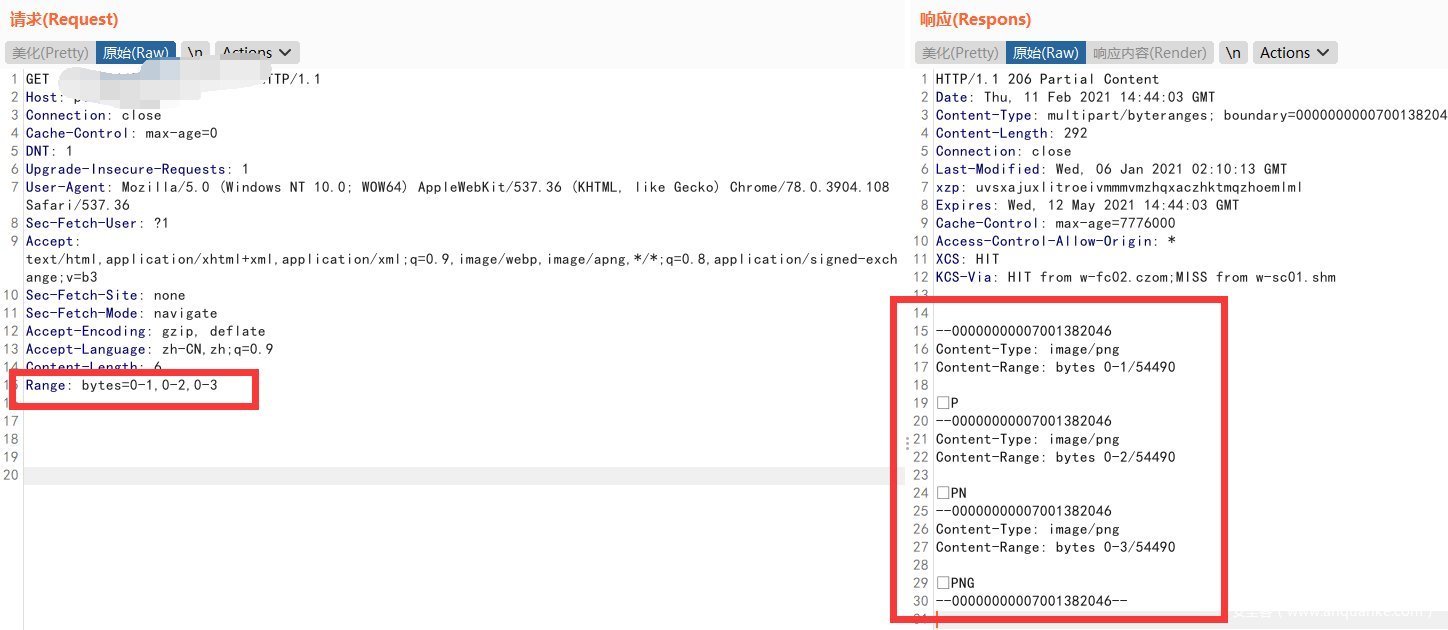 请求(Request)
美化(Pretty) 原始(Raw) \n Actions
1 GET TTP/1.1
2 Host:
3 Connection: close
4 Cache-Control: max-age=0
5 DNT: 1
6 Upgrade-Insecure-Requests: 1
7 User-Agent: Mozilla/5.0 (Windows NT 10.0; WOW64) AppleWebKit/537.36 (KHTML, like Gecko) Chrome/78.0.3904.108
Safari/537.36
8 Sec-Fetch-User: ?1
9 Accept:
text/html,application/xhtml+xml,application/xml;q=0.9,image/webp,image/apng,*/*;q=0.8,application/signed-exch
ange;v=b3
10 Sec-Fetch-Site: none
11 Sec-Fetch-Mode: navigate
12 Accept-Encoding: gzip, deflate
13 Accept-Language: zh-CN,zh;q=0.9
14 Content-Length: 6
15 Range: bytes=0-1,0-2,0-3
17
18
19
20
响应(Respons)
美化(Pretty) 原始(Raw) 响应内容(Render) \n Actions
1 HTTP/1.1 206 Partial Content
2 Date: Thu, 11 Feb 2021 14:44:03 GMT
3 Content-Type: multipart/byteranges; boundary=0000000000700138204
4 Content-Length: 292
5 Connection: close
6 Last-Modified: Wed, 06 Jan 2021 02:10:13 GMT
7 xzp: uvsxajuxlitroeivmmmvmzhqxaczhktmqzhoemlml
8 Expires: Wed, 12 May 2021 14:44:03 GMT
9 Cache-Control: max-age=7776000
10 Access-Control-Allow-Origin: *
11 XCS: HIT
12 KCS-Via: HIT from w-fc02.czom;MISS from w-sc01.shm
13
14
15 --00000000007001382046
16 Content-Type: image/png
17 Content-Range: bytes 0-1/54490
18
19 □P
20 --00000000007001382046
21 Content-Type: image/png
22 Content-Range: bytes 0-2/54490
23
24 □PN
25 --00000000007001382046
26 Content-Type: image/png
27 Content-Range: bytes 0-3/54490
28
29 □PNG
30 --00000000007001382046--